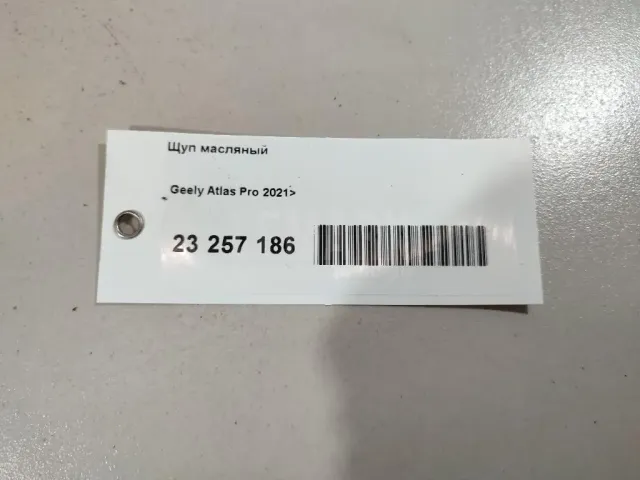 Щуп масляный
Geely Atlas Pro 2021>
23 257 186